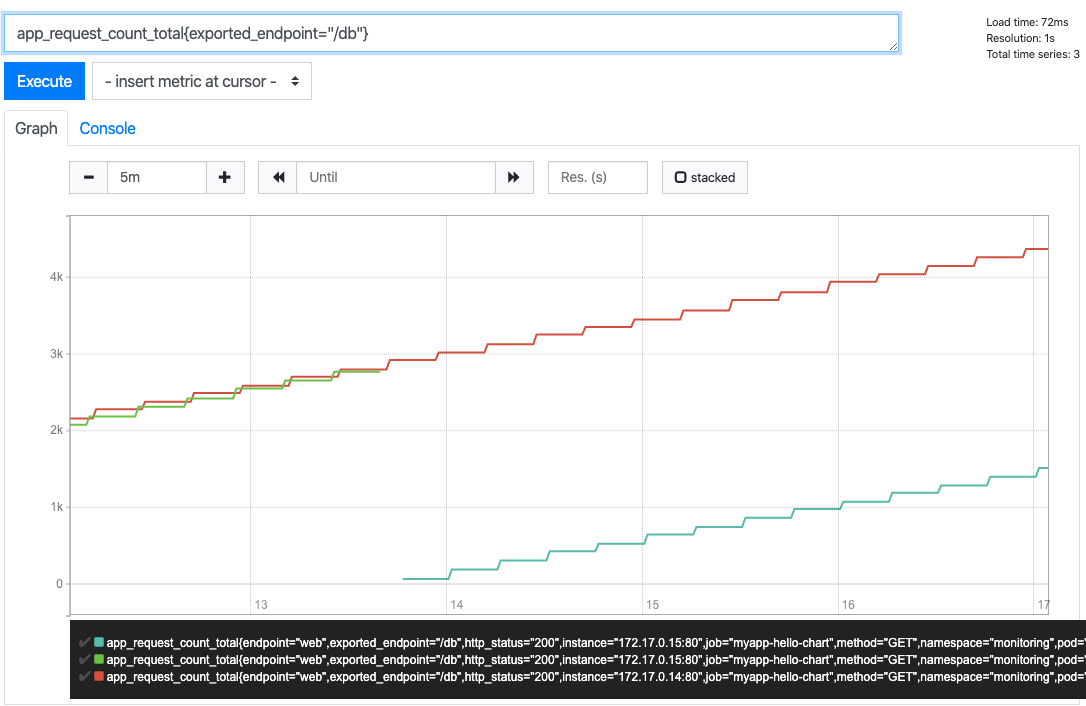 app_request_count_total{exported_endpoint="/db"}
Load time: 72ms
Resolution: 1s
Total time series: 3
Execute
- insert metric at cursor -
Graph
Console
5m
Until
Res. (s)
stacked
4k
3k
2k
1k
0
13
14
15
16
17
app_request_count_total{endpoint="web",exported_endpoint="/db",http_status="200",instance="172.17.0.15:80",job="myapp-hello-chart",method="GET",namespace="monitoring",pod="
app_request_count_total{endpoint="web",exported_endpoint="/db",http_status="200",instance="172.17.0.15:80",job="myapp-hello-chart",method="GET",namespace="monitoring",pod="
app_request_count_total{endpoint="web",exported_endpoint="/db",http_status="200",instance="172.17.0.14:80",job="myapp-hello-chart",method="GET",namespace="monitoring",pod="